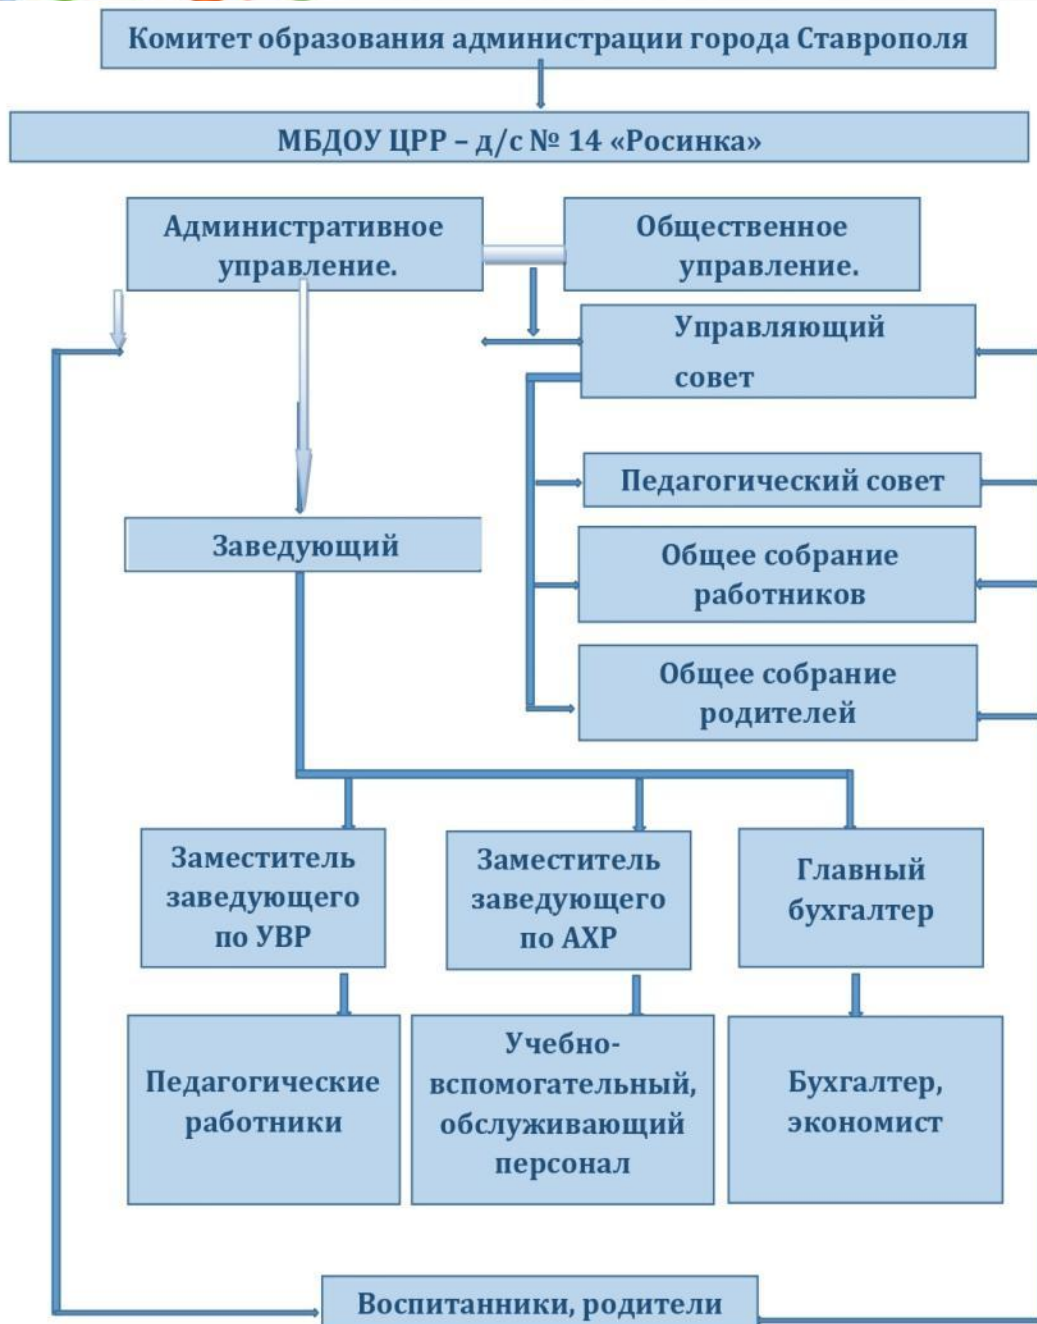 Комитет образования администрации города Ставрополя
МБДОУ ЦРР – д/с № 14 «Росинка»
Административное
управление.
Общественное
управление.
Управляющий
совет
Педагогический совет
Заведующий
Общее собрание
работников
Общее собрание
родителей
Заместитель
заведующего
по УВР
Заместитель
заведующего
по АХР
Главный
бухгалтер
Педагогические
работники
Учебно-
вспомогательный,
обслуживающий
персонал
Бухгалтер,
экономист
Воспитанники, родители